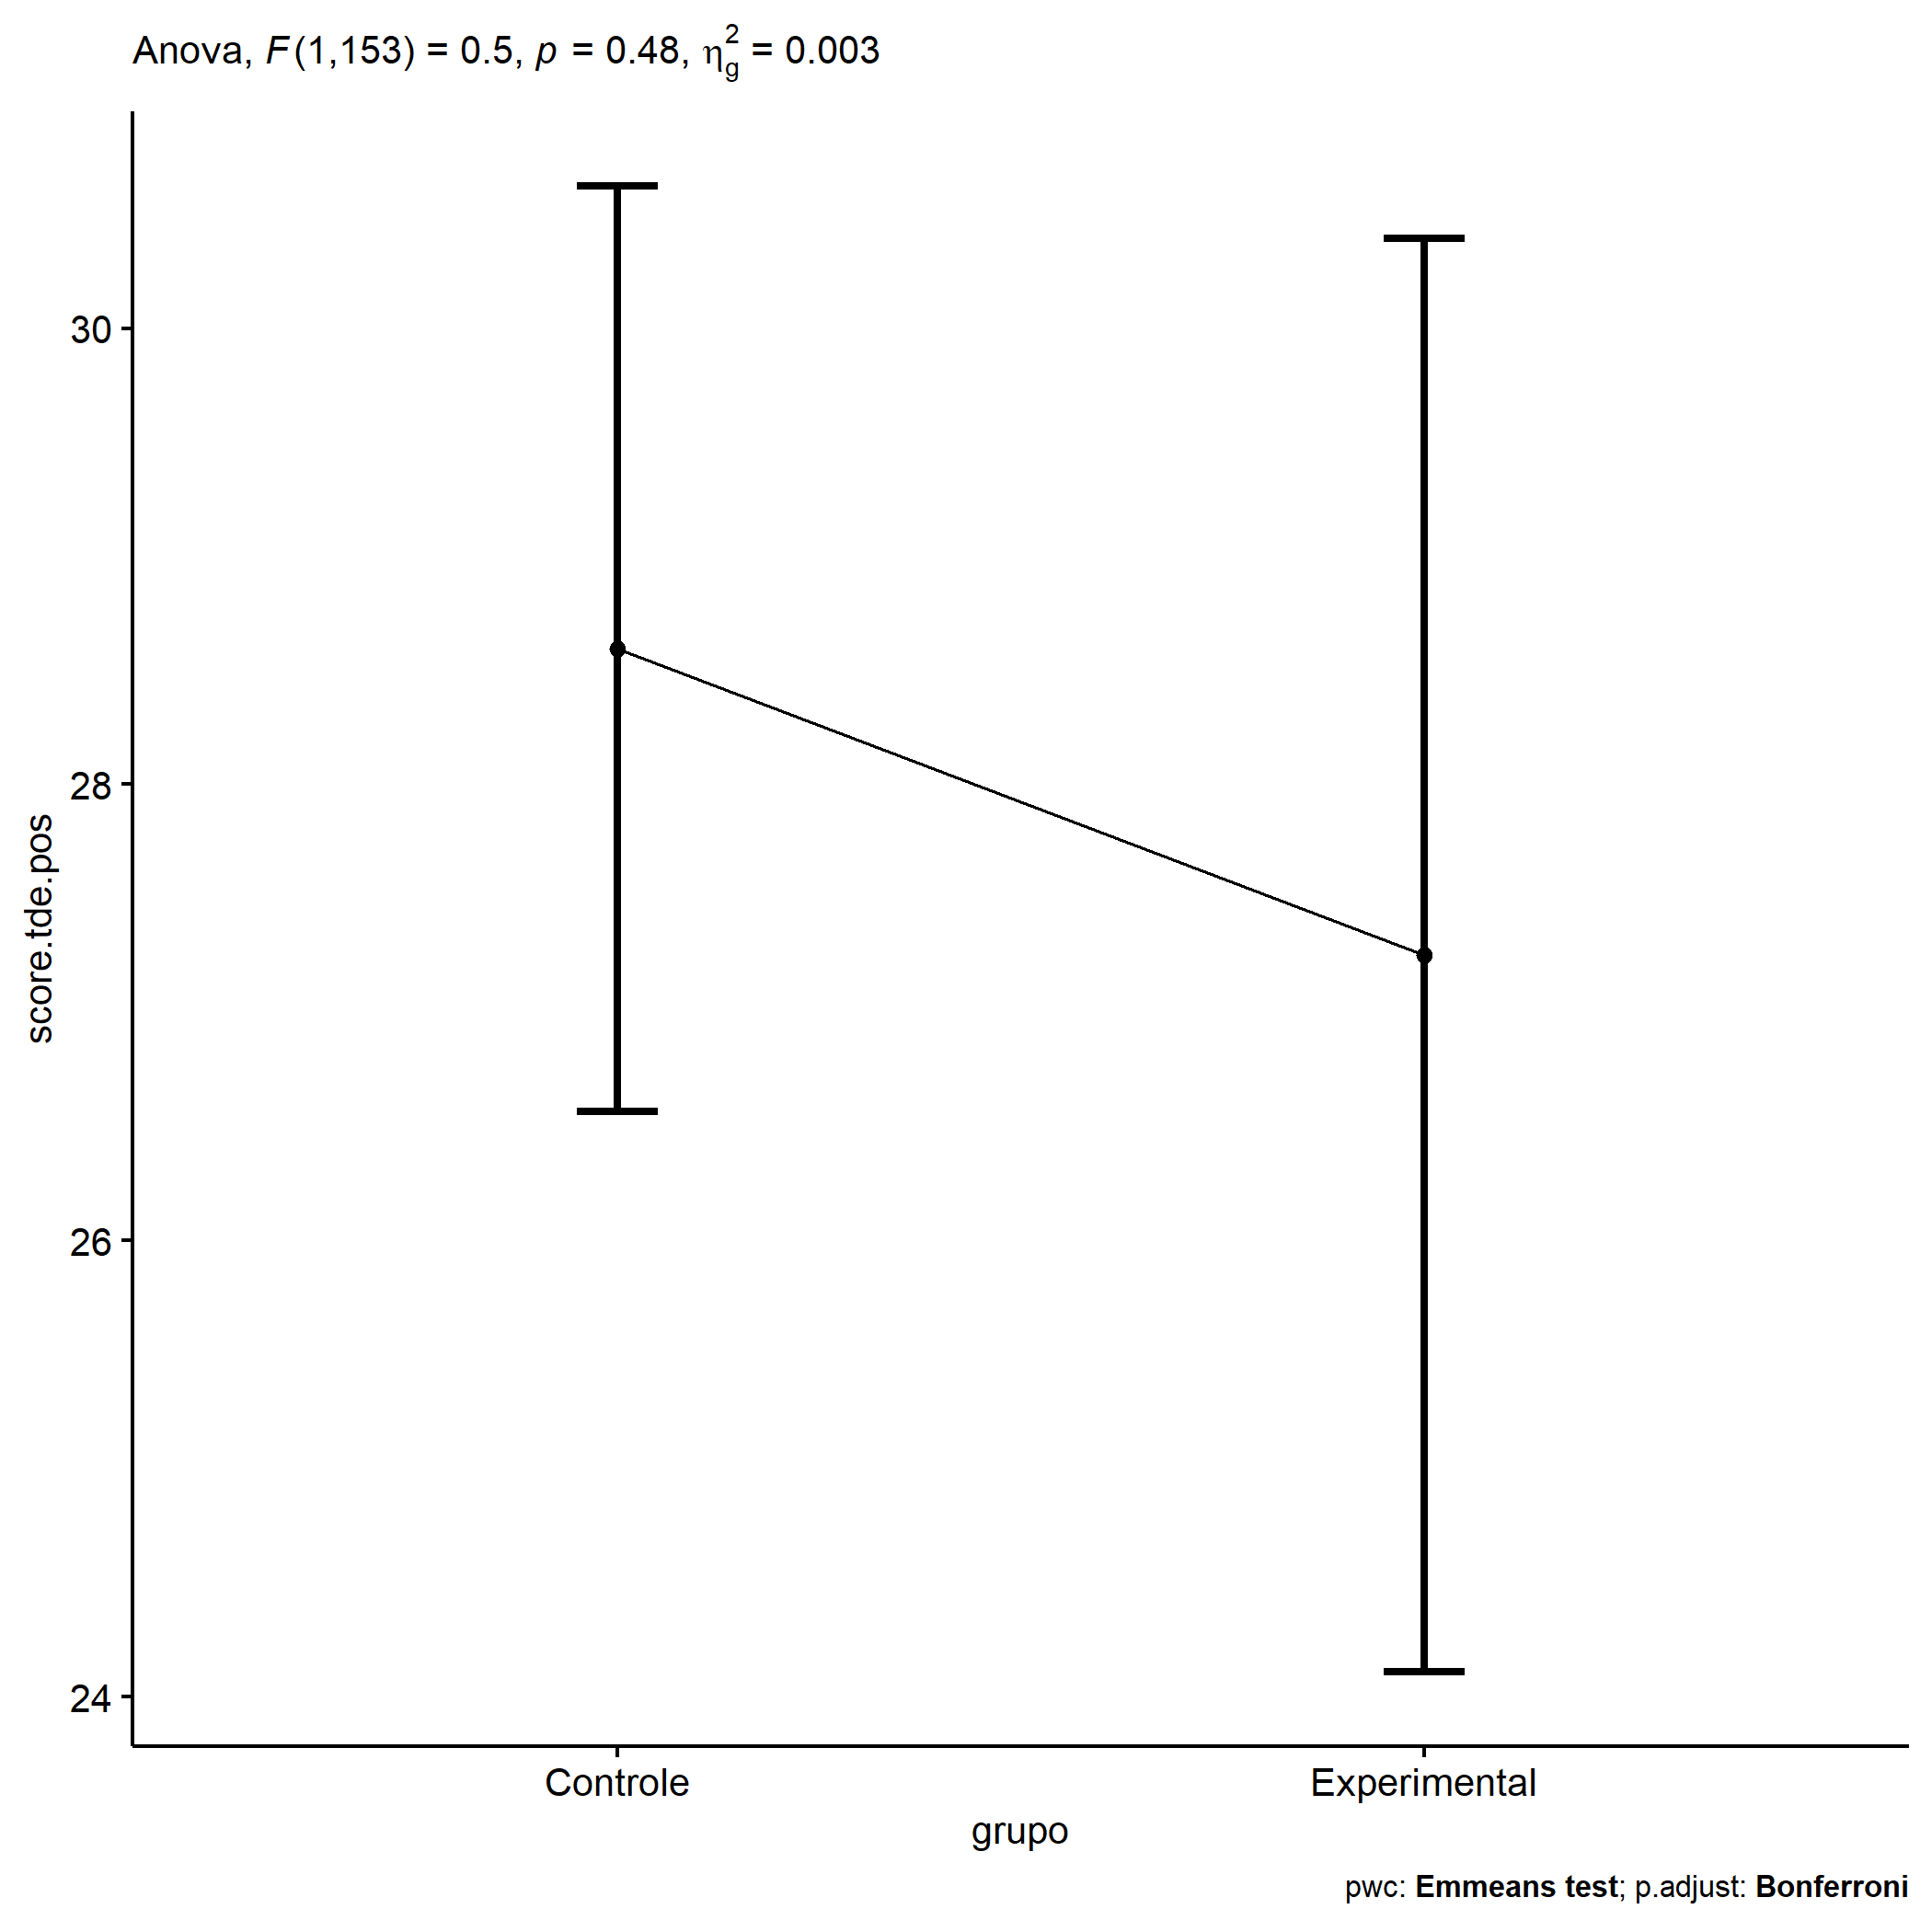 Anova, F(1,153) = 0.5, p = 0.48, η²g = 0.003
30
28
26
24
score.tde.pos
Controle Experimental
grupo
pwc: Emmeans test; p.adjust: Bonferroni